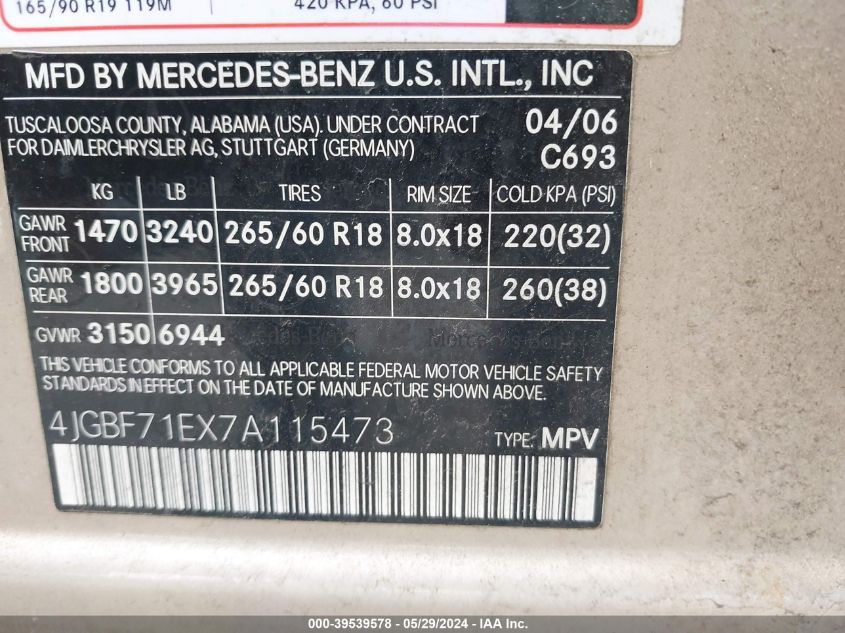 165/90 R19 119M 420 KPA, 60 PSI
MFD BY MERCEDES-BENZ U.S. INTL., INC
TUSCALOOSA COUNTY, ALABAMA (USA). UNDER CONTRACT 04/06
FOR DAIMLERCHRYSLER AG, STUTTGART (GERMANY) C693
KG LB TIRES RIM SIZE COLD KPA (PSI)
GAWR FRONT 1470 3240 265/60 R18 8.0x18 220(32)
GAWR REAR 1800 3965 265/60 R18 8.0x18 260(38)
GVWR 3150 6944
THIS VEHICLE CONFORMS TO ALL APPLICABLE FEDERAL MOTOR VEHICLE SAFETY
STANDARDS IN EFFECT ON THE DATE OF MANUFACTURE SHOWN ABOVE.
4JGBF71EX7A115473 TYPE: MPV
000-39539578 - 05/29/2024 - IAA Inc.